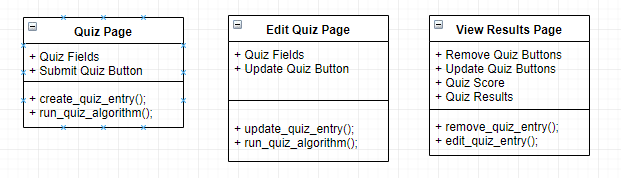 Quiz Page
+ Quiz Fields
+ Submit Quiz Button
+ create_quiz_entry();
+ run_quiz_algorithm();
Edit Quiz Page
+ Quiz Fields
+ Update Quiz Button
+ update_quiz_entry();
+ run_quiz_algorithm();
View Results Page
+ Remove Quiz Buttons
+ Update Quiz Buttons
+ Quiz Score
+ Quiz Results
+ remove_quiz_entry();
+ edit_quiz_entry();